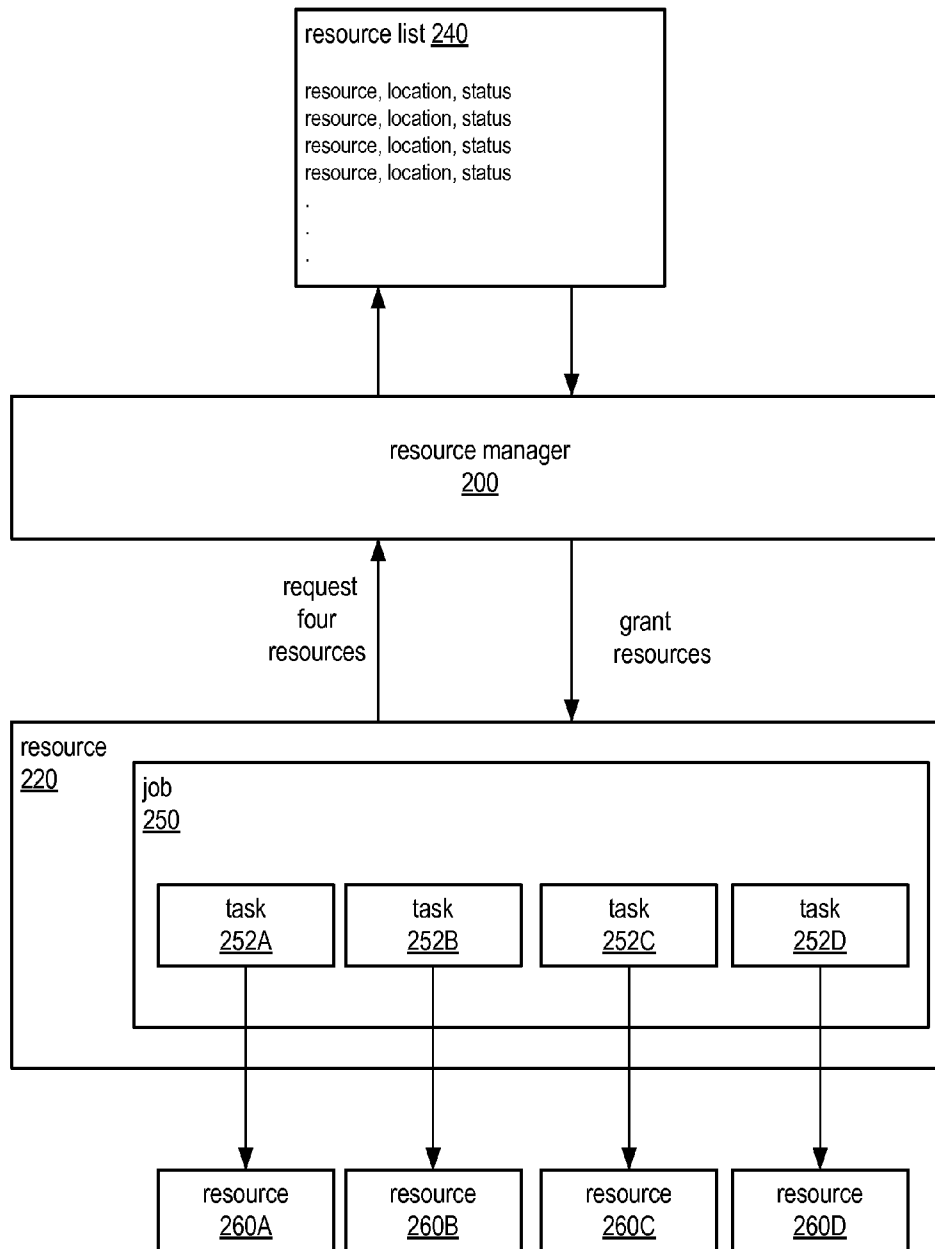 resource list 240
resource, location, status
resource, location, status
resource, location, status
resource, location, status
.
.
.
resource manager
200
request
four
resources
grant
resources
resource
220
job
250
task
252A
task
252B
task
252C
task
252D
resource
260A
resource
260B
resource
260C
resource
260D